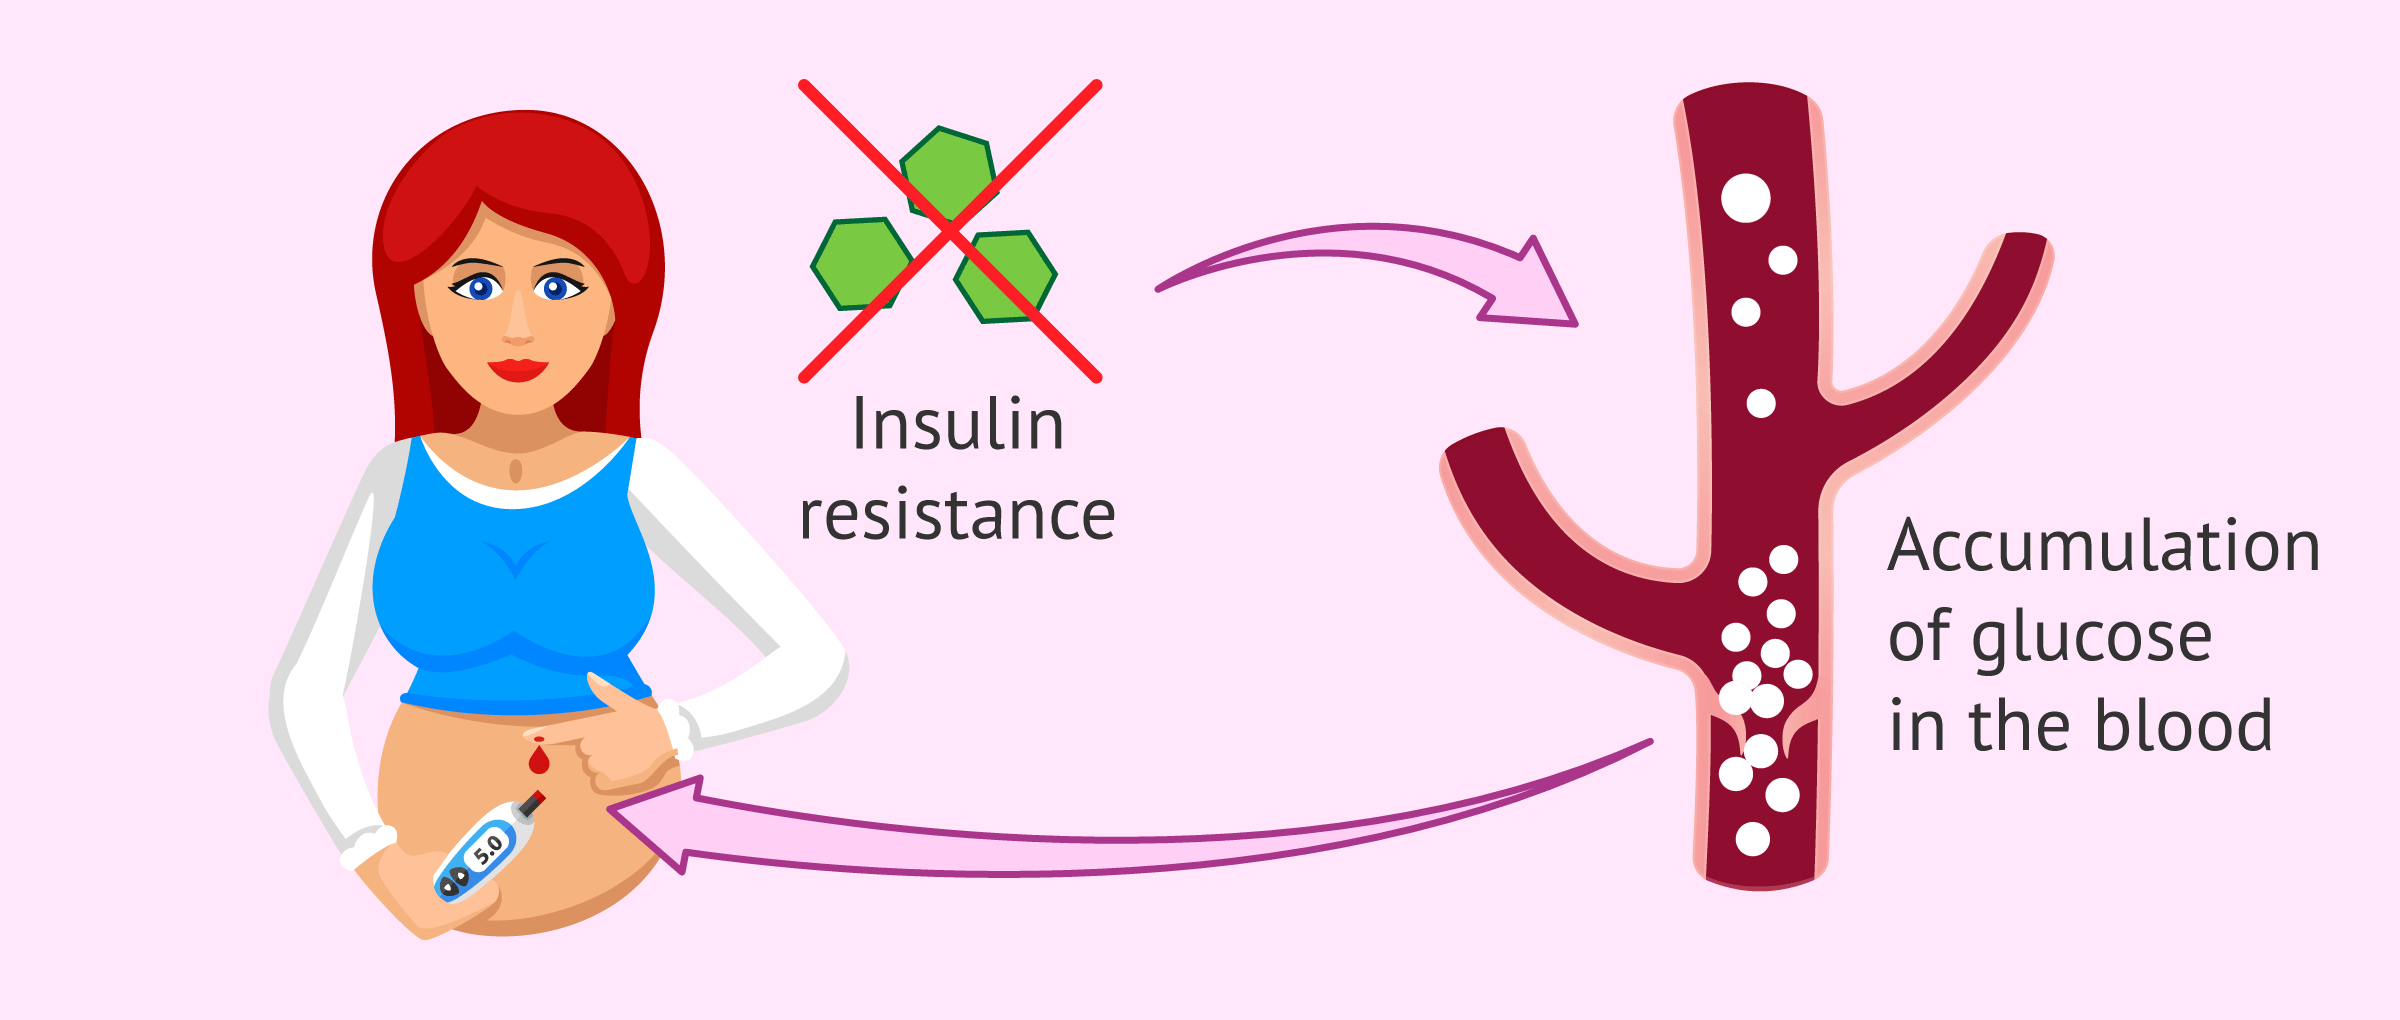 Insulin
resistance
Accumulation
of glucose
in the blood
5.0